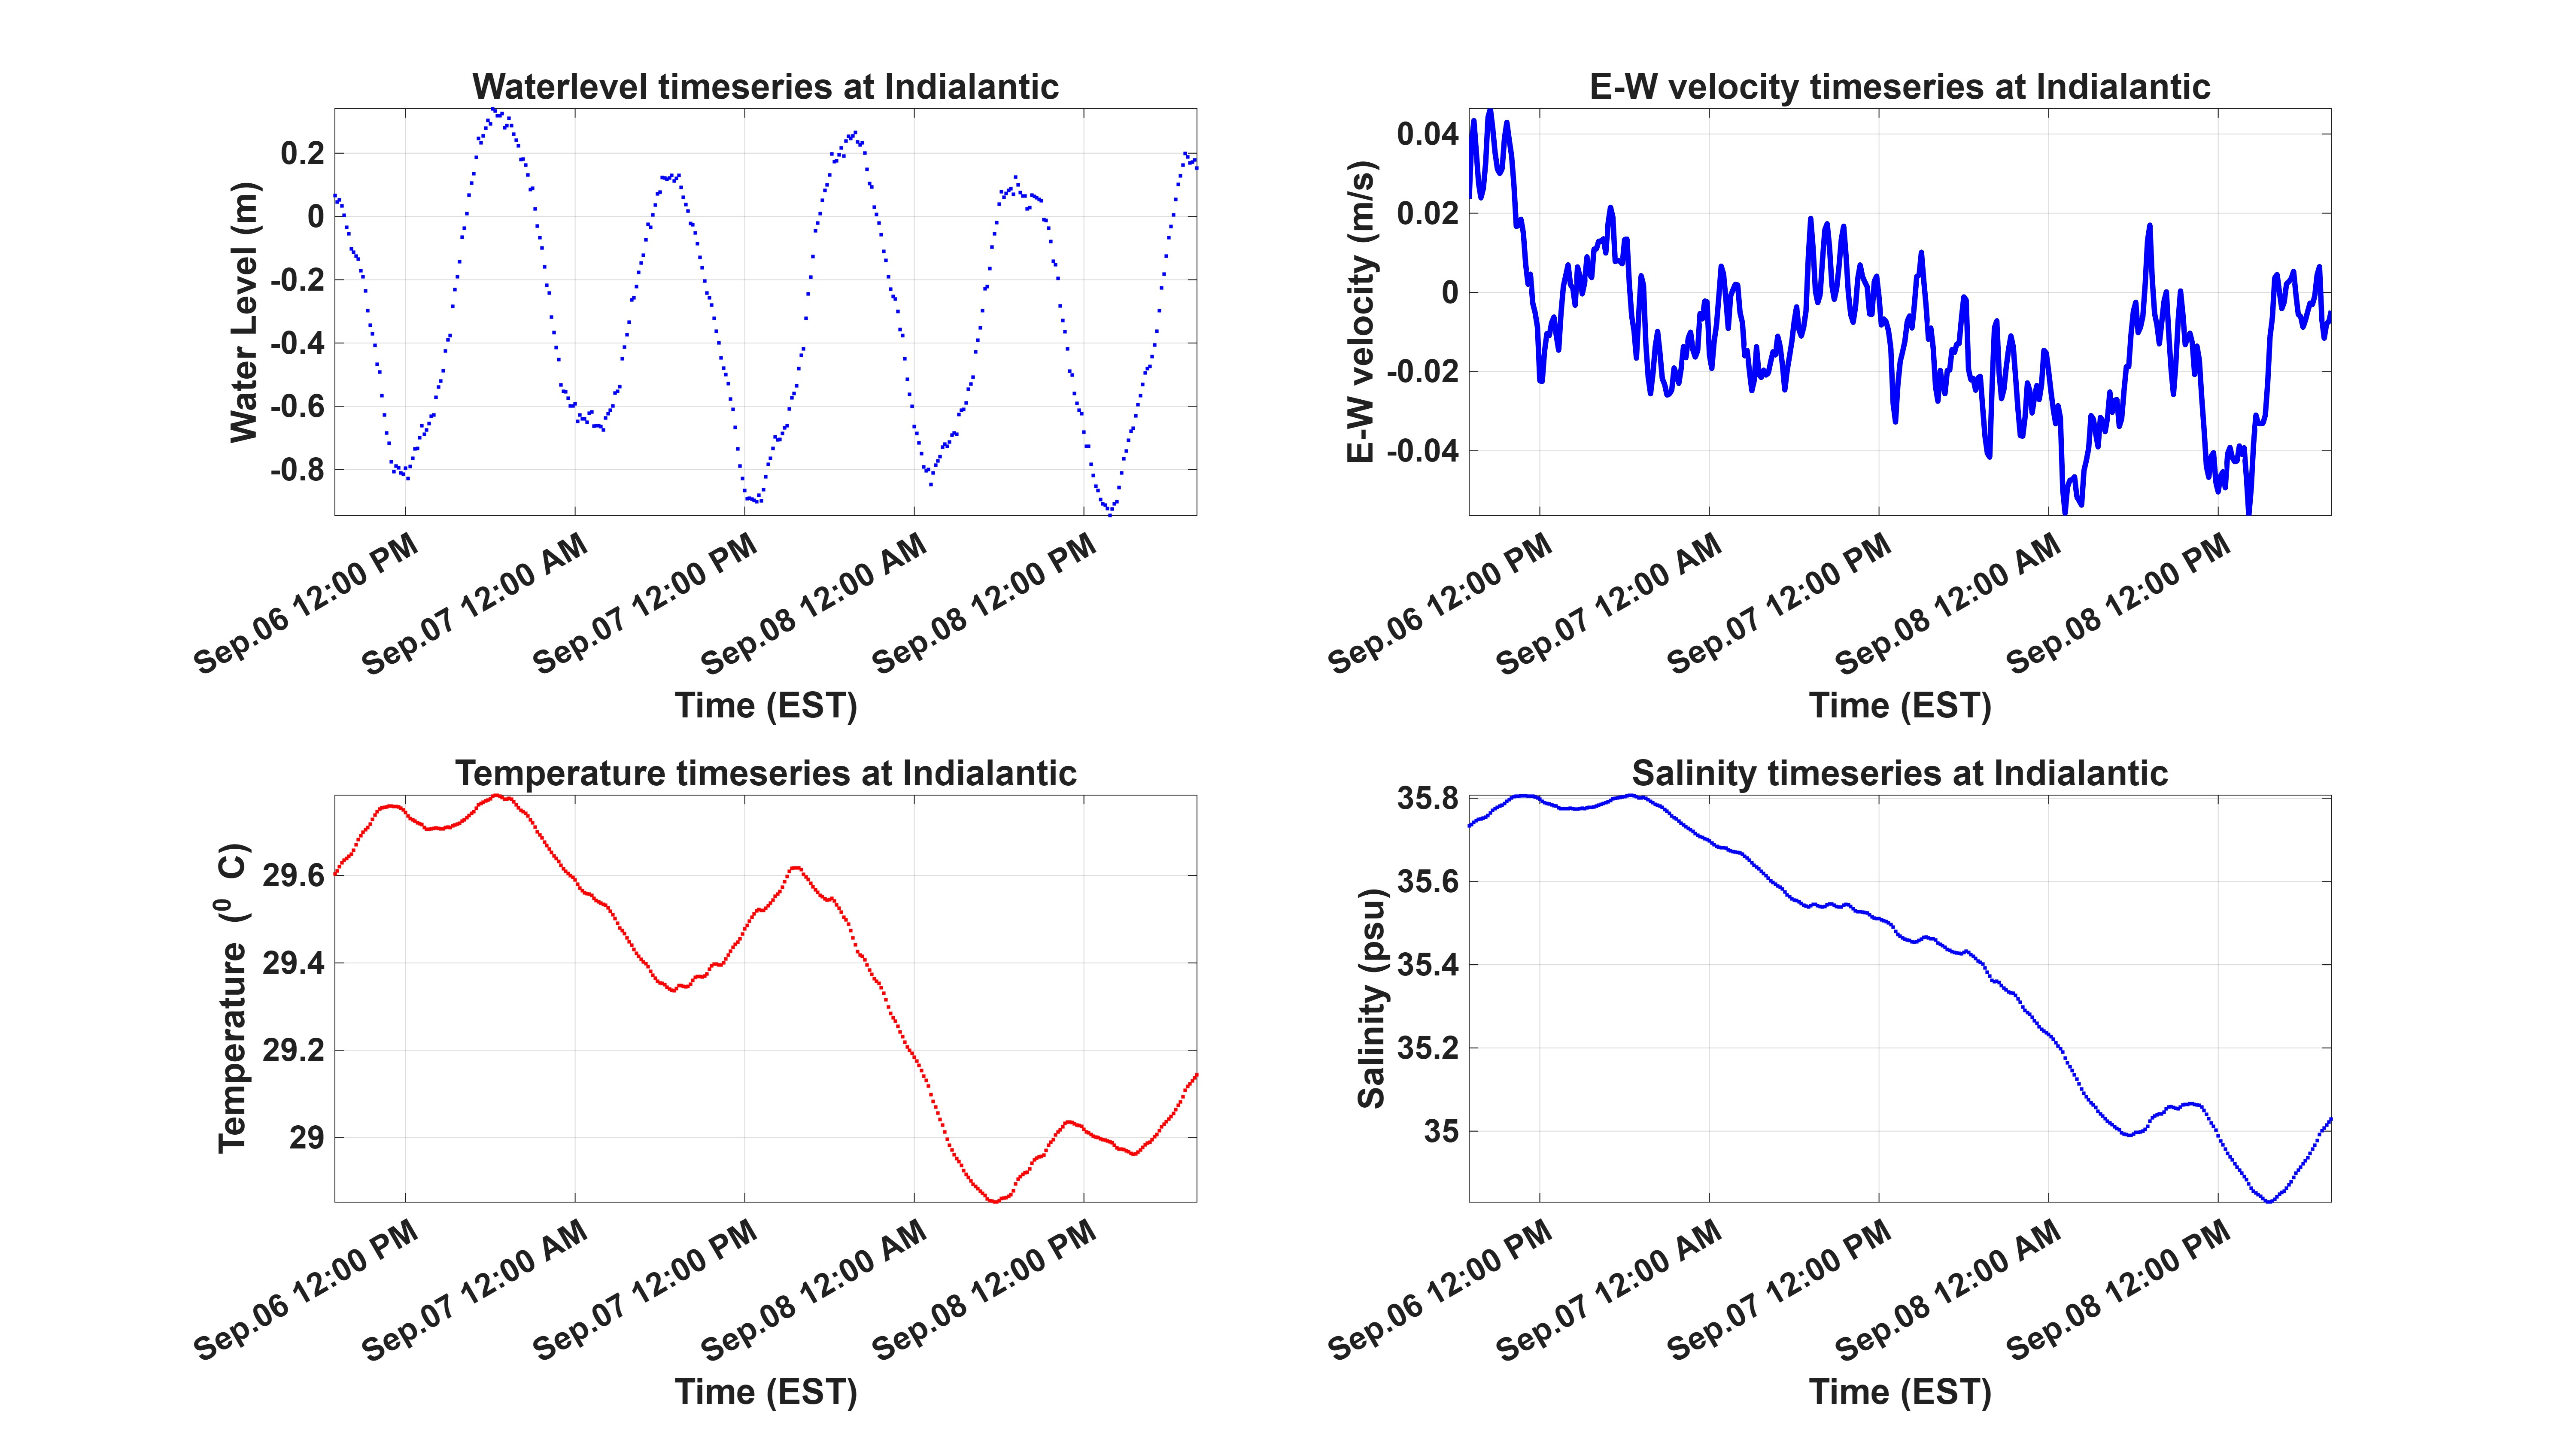 Waterlevel timeseries at Indialantic
Water Level (m)
0.2
0
-0.2
-0.4
-0.6
-0.8
Sep.06 12:00 PM
Sep.07 12:00 AM
Sep.07 12:00 PM
Sep.08 12:00 AM
Sep.08 12:00 PM
Time (EST)
E-W velocity timeseries at Indialantic
E-W velocity (m/s)
0.04
0.02
0
-0.02
-0.04
Sep.06 12:00 PM
Sep.07 12:00 AM
Sep.07 12:00 PM
Sep.08 12:00 AM
Sep.08 12:00 PM
Time (EST)
Temperature timeseries at Indialantic
Temperature (⁰ C)
29.6
29.4
29.2
29
Sep.06 12:00 PM
Sep.07 12:00 AM
Sep.07 12:00 PM
Sep.08 12:00 AM
Sep.08 12:00 PM
Time (EST)
Salinity timeseries at Indialantic
Salinity (psu)
35.8
35.6
35.4
35.2
35
Sep.06 12:00 PM
Sep.07 12:00 AM
Sep.07 12:00 PM
Sep.08 12:00 AM
Sep.08 12:00 PM
Time (EST)